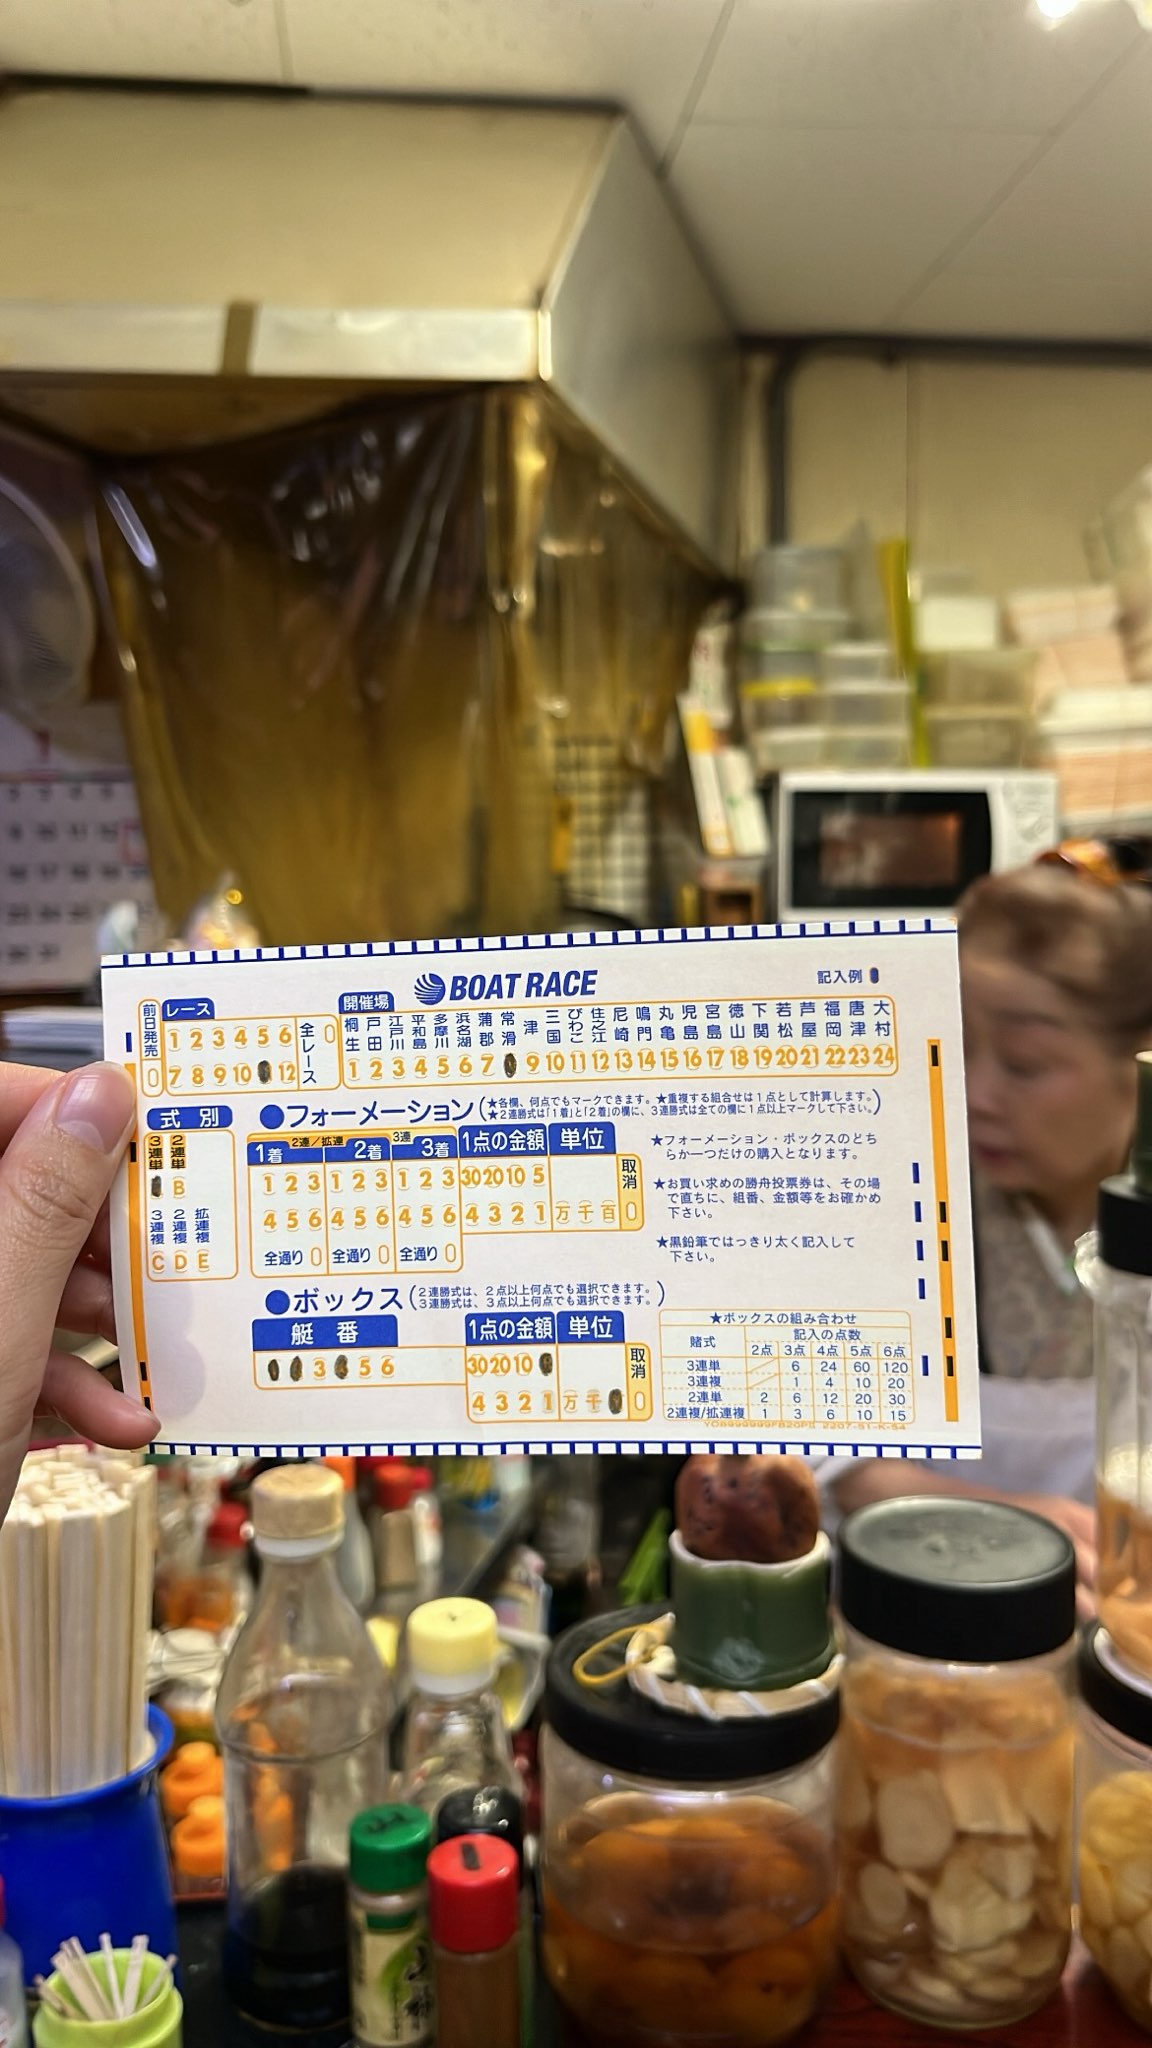 BOAT RACE
記入例
前日発売
レース
1 2 3 4 5 6
7 8 9 10 12
全レース
開催場
桐生 戸田 江戸川 平和島 多摩川 浜名湖 蒲郡 常滑 津 三国 びわこ 住之江 尼崎 鳴門 丸亀 児島 宮島 徳山 下関 若松 芦屋 福岡 唐津 大村
1 2 3 4 5 6 7 9 10 11 12 13 14 15 16 17 18 19 20 21 22 23 24
式別
3連単 2連単
B
3連複 2連複 拡連複
C D E
●フォーメーション
(★各欄、何点でもマークできます。★重複する組合せは1点として計算します。
★2連勝式は「1着」と「2着」の欄に、3連勝式は全ての欄に1点以上マークして下さい。)
2連/拡連 3連
1着 2着 3着 1点の金額 単位
1 2 3 1 2 3 1 2 3 30 20 10 5
4 5 6 4 5 6 4 5 6 4 3 2 1 万 千 百
取消
全通り 全通り 全通り
★フォーメーション・ボックスのどち
らか一つだけの購入となります。
★お買い求めの勝舟投票券は、その場
で直ちに、組番、金額等をお確かめ
下さい。
★黒鉛筆ではっきり太く記入して
下さい。
●ボックス
(2連勝式は、2点以上何点でも選択できます。
3連勝式は、3点以上何点でも選択できます。)
艇番 1点の金額 単位
3 5 6 30 20 10
4 3 2 1 万 千
取消
★ボックスの組み合わせ
賭式 記入の点数
2点 3点 4点 5点 6点
3連単 6 24 60 120
3連複 1 4 10 20
2連単 2 6 12 20 30
2連複/拡連複 1 3 6 10 15